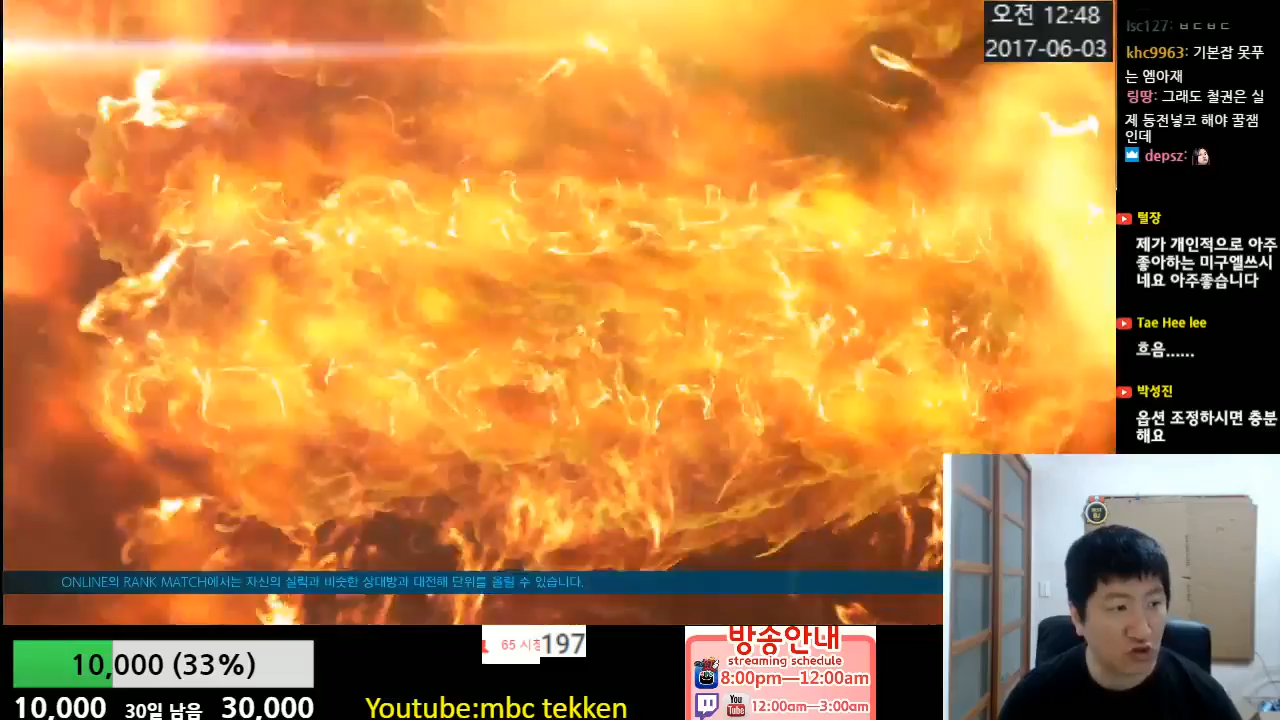 오전 12:48
2017-06-03
lsc127: ㅂㄷㅂㄷ
khc9963: 기본잡 못푸
는 엠아재
링땅: 그래도 철권은 실
제 동전넣코 해야 꿀잼
인데
depsz:
털장
제가 개인적으로 아주
좋아하는 미구엘쓰시
네요 아주좋습니다
Tae Hee lee
흐음......
박성진
옵션 조정하시면 충분
해요
ONLINE의 RANK MATCH에서는 자신의 실력과 비슷한 상대방과 대전해 단위를 올릴 수 있습니다.
10,000 (33%)
10,000 30일 남음 30,000
65 시청
197
Youtube:mbc tekken
방송안내
streaming schedule
8:00pm—12:00am
You Tube 12:00am—3:00am